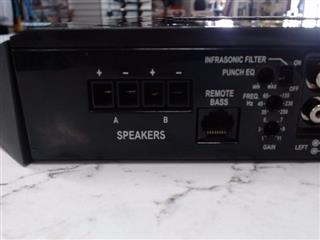 INFRASONIC FILTER
ON
PUNCH EQ
MIN MAX OFF
+ - + -
REMOTE
BASS
FREQ.
Hz
A B
SPEAKERS
GAIN
LEFT